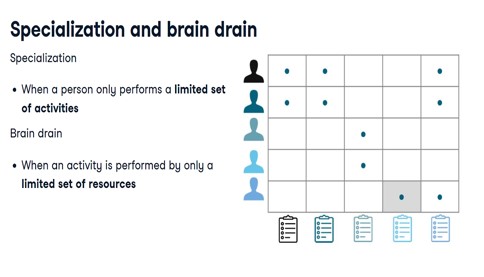 Specialization and brain drain
Specialization
• When a person only performs a limited set
of activities
Brain drain
• When an activity is performed by only a
limited set of resources